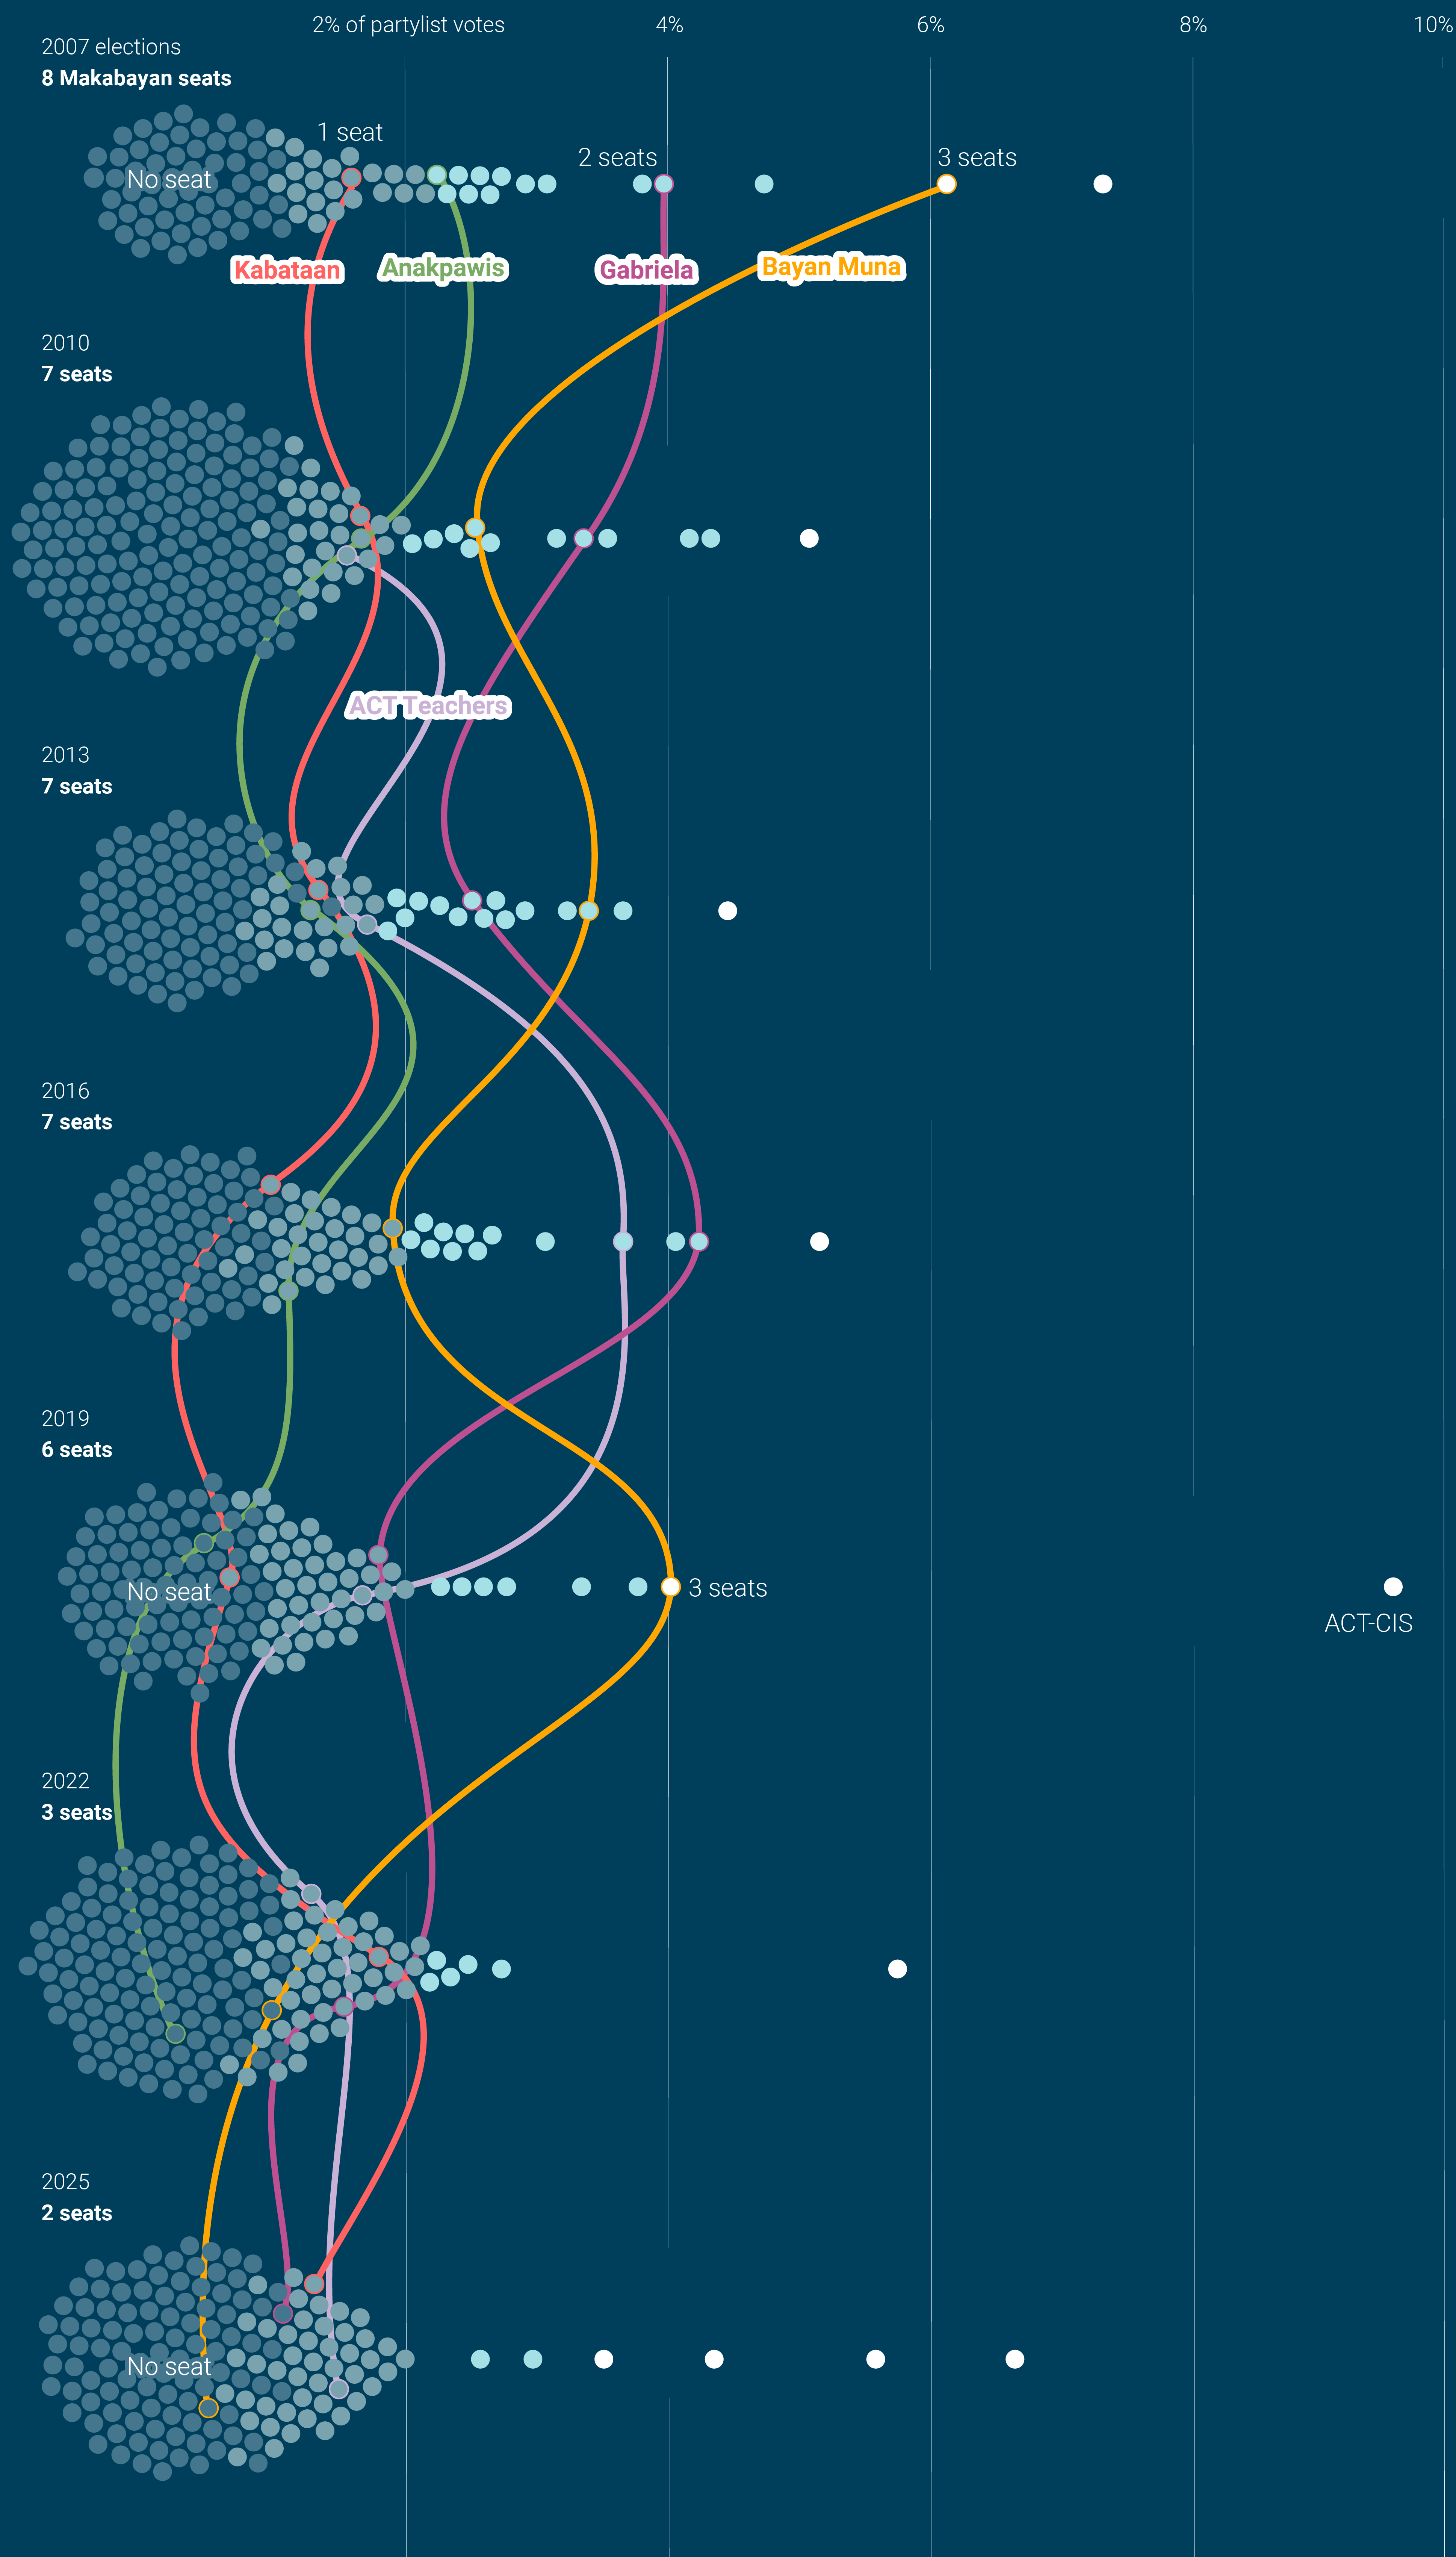 2% of partylist votes
4%
6%
8%
10%
2007 elections
8 Makabayan seats
1 seat
2 seats
3 seats
No seat
Kabataan
Anakpawis
Gabriela
Bayan Muna
2010
7 seats
ACT Teachers
2013
7 seats
2016
7 seats
2019
6 seats
No seat
3 seats
ACT-CIS
2022
3 seats
2025
2 seats
No seat